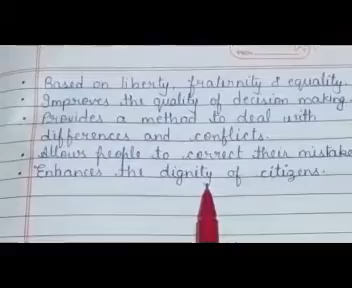 • Based on liberty, fraternity & equality.
• Improves the quality of decision making.
• Provides a method to deal with
differences and conflicts.
• Allows people to correct their mistake
• Enhances the dignity of citizens.